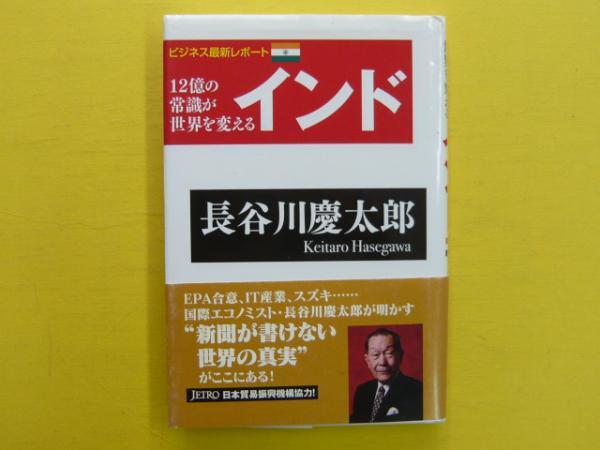 ビジネス最新レポート
12億の
常識が
世界を変える
インド
長谷川慶太郎
Keitaro Hasegawa
EPA合意、IT産業、スズキ……
国際エコノミスト・長谷川慶太郎が明かす
“新聞が書けない
世界の真実”
がここにある!
JETRO 日本貿易振興機構協力!